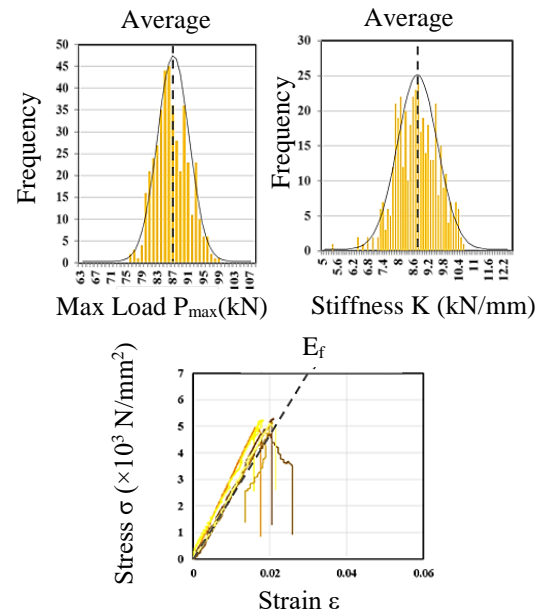 Average
Average
Frequency
50
45
40
35
30
25
20
15
10
5
0
63 67 71 75 79 83 87 91 95 99 103 107
Max Load Pmax(kN)
Frequency
30
25
20
15
10
5
0
5 5.6 6.2 6.8 7.4 8 8.6 9.2 9.8 10.4 11 11.6 12.2
Stiffness K (kN/mm)
Ef
Stress σ (×10³ N/mm²)
7
6
5
4
3
2
1
0
0 0.02 0.04 0.06
Strain ε